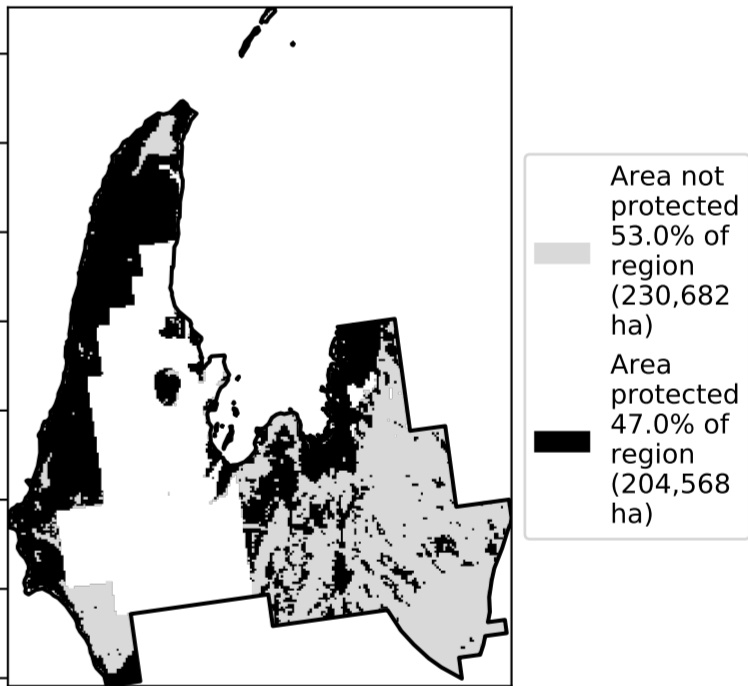 Area not
protected
53.0% of
region
(230,682
ha)
Area
protected
47.0% of
region
(204,568
ha)